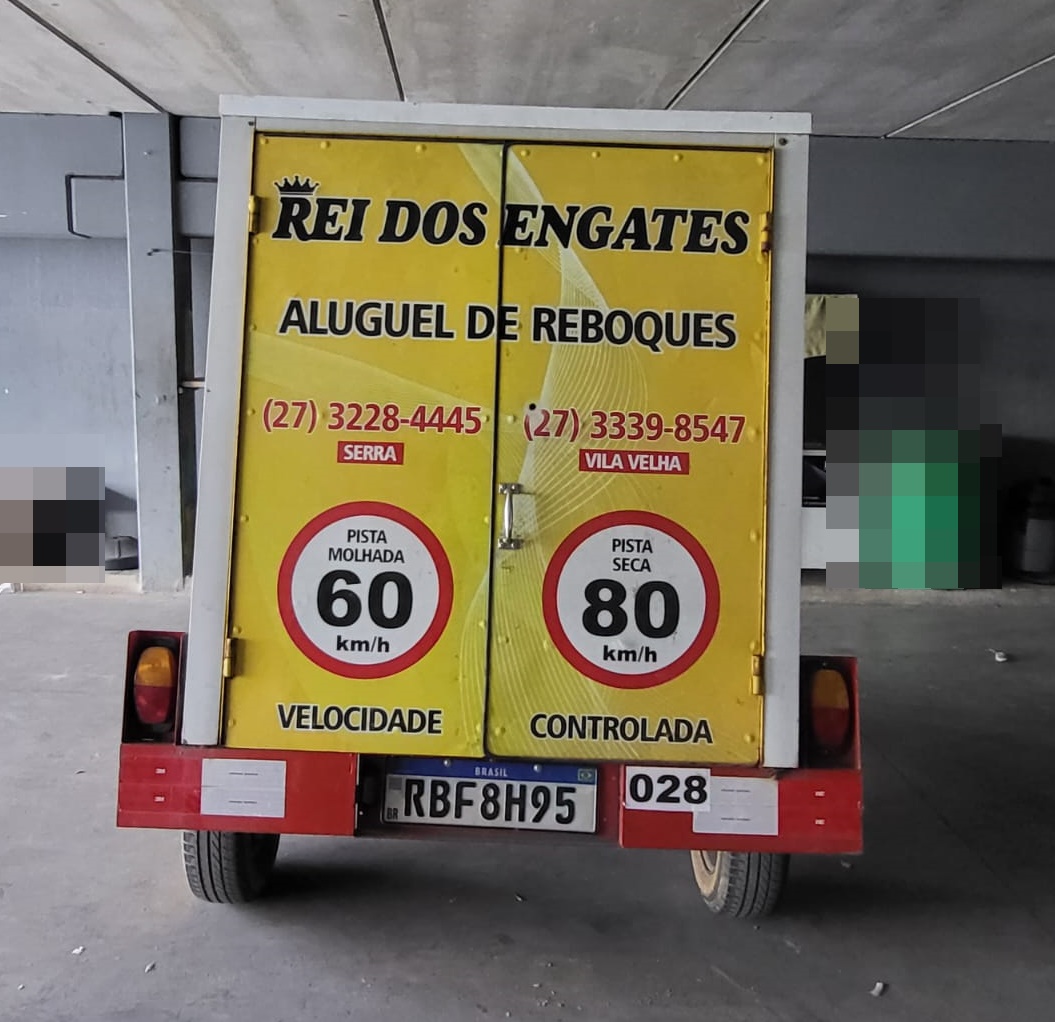 REI DOS ENGATES
ALUGUEL DE REBOQUES
(27) 3228-4445
SERRA
(27) 3339-8547
VILA VELHA
PISTA
MOLHADA
60
km/h
PISTA
SECA
80
km/h
VELOCIDADE CONTROLADA
BRASIL
BR
RBF8H95
028